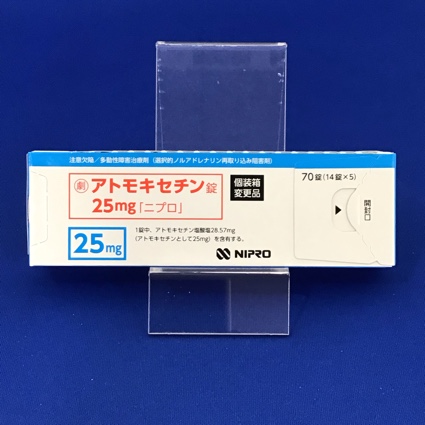 注意欠陥/多動性障害治療剤(選択的ノルアドレナリン再取り込み阻害剤)
劇 アトモキセチン錠
25mg「ニプロ」
個装箱
変更品
70錠(14錠×5)
開封口
25mg
1錠中、アトモキセチン塩酸塩28.57mg
(アトモキセチンとして25mg)を含有する。
NIPRO